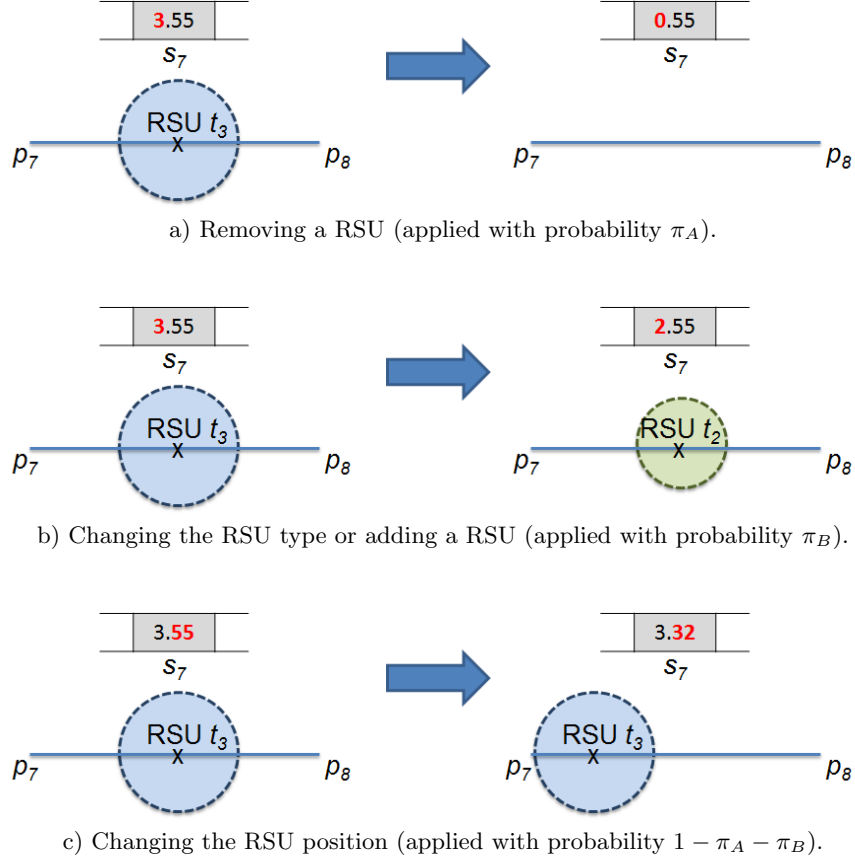 3.55 0.55
s7 s7
RSU t3
x
p7 p8 p7 p8
a) Removing a RSU (applied with probability πA).
3.55 2.55
s7 s7
RSU t3 RSU t2
x x
p7 p8 p7 p8
b) Changing the RSU type or adding a RSU (applied with probability πB).
3.55 3.32
s7 s7
RSU t3 RSU t3
x x
p7 p8 p7 p8
c) Changing the RSU position (applied with probability 1 − πA − πB).